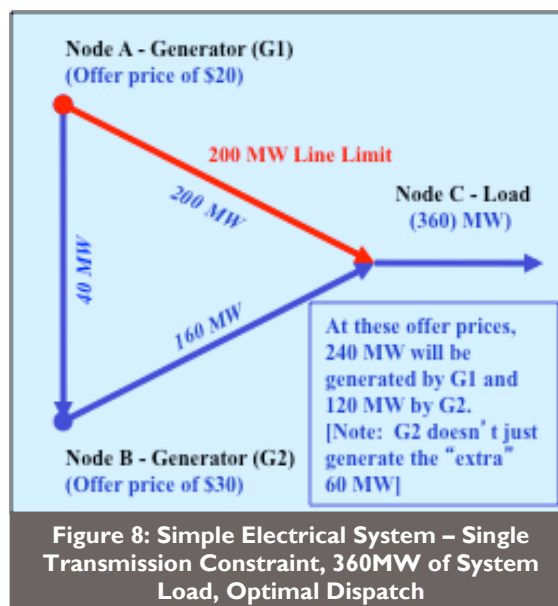 Node A - Generator (G1)
(Offer price of $20)
200 MW Line Limit
200 MW
Node C - Load
(360) MW)
40 MW
160 MW
At these offer prices,
240 MW will be
generated by G1 and
120 MW by G2.
[Note: G2 doesn't just
generate the "extra"
60 MW]
Node B - Generator (G2)
(Offer price of $30)
Figure 8: Simple Electrical System – Single
Transmission Constraint, 360MW of System
Load, Optimal Dispatch